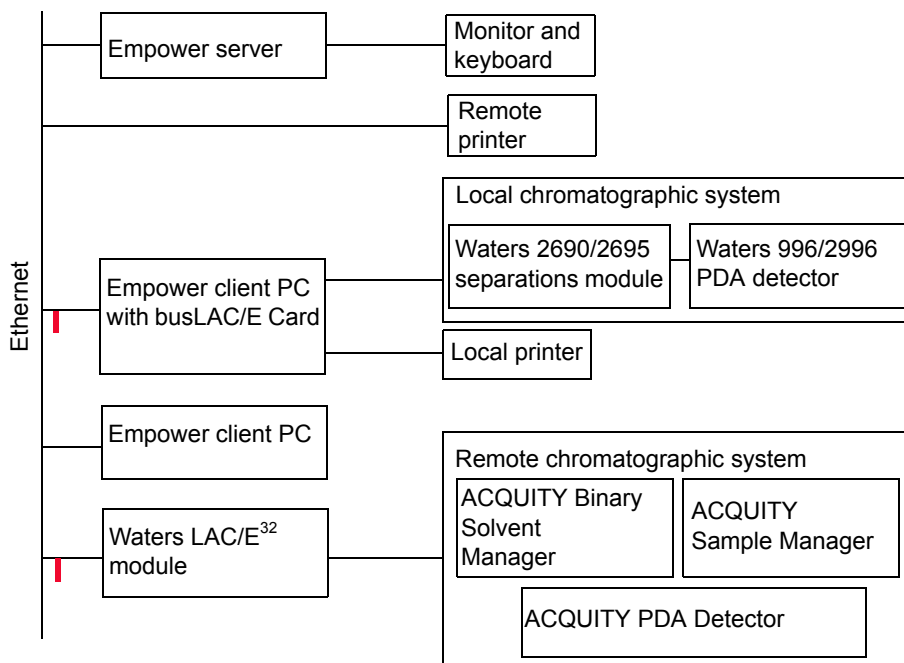 Ethernet
Empower server
Monitor and
keyboard
Remote
printer
Local chromatographic system
Waters 2690/2695
separations module
Waters 996/2996
PDA detector
Empower client PC
with busLAC/E Card
Local printer
Empower client PC
Remote chromatographic system
ACQUITY Binary
Solvent
Manager
ACQUITY
Sample Manager
Waters LAC/E32
module
ACQUITY PDA Detector